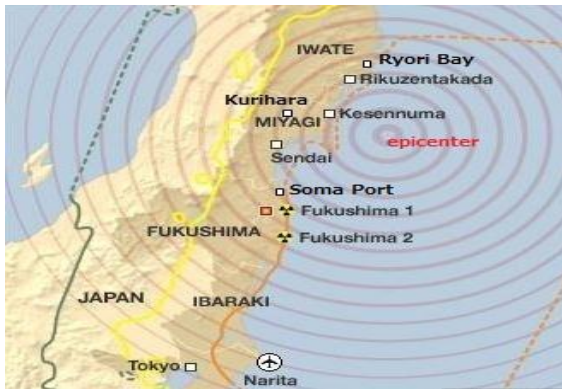 IWATE
Ryori Bay
Rikuzentakada
Kurihara
MIYAGI
Kesennuma
epicenter
Sendai
Soma Port
Fukushima 1
FUKUSHIMA
Fukushima 2
JAPAN
IBARAKI
Tokyo
Narita